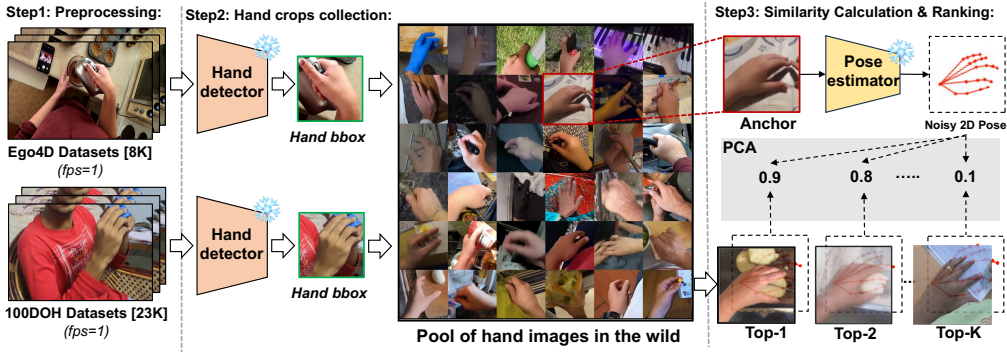 Step1: Preprocessing:
Ego4D Datasets [8K]
(fps=1)
100DOH Datasets [23K]
(fps=1)
Step2: Hand crops collection:
Hand
detector
Hand bbox
Hand
detector
Hand bbox
Pool of hand images in the wild
Step3: Similarity Calculation & Ranking:
Anchor
Pose
estimator
Noisy 2D Pose
PCA
0.9
0.8
.....
0.1
Top-1
Top-2
Top-K